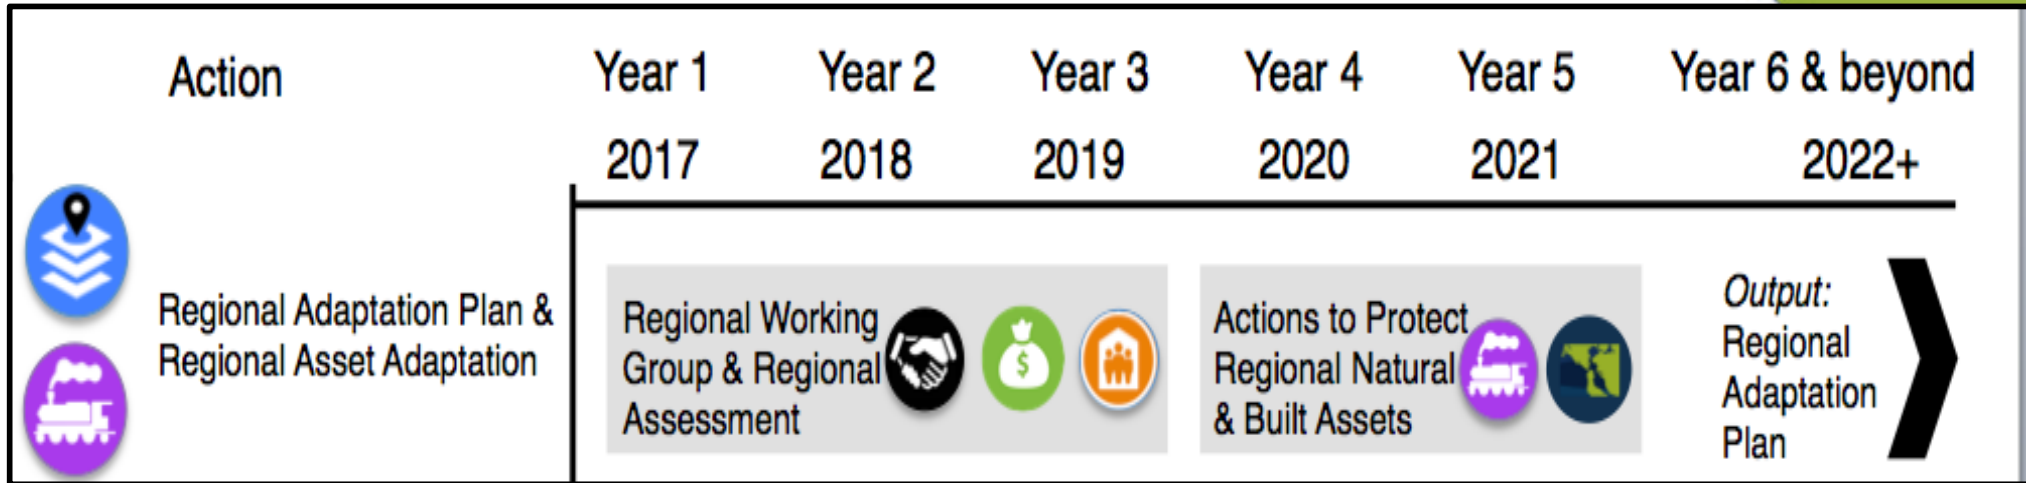 Action
Year 1 Year 2 Year 3 Year 4 Year 5 Year 6 & beyond
2017 2018 2019 2020 2021 2022+
Regional Adaptation Plan &
Regional Asset Adaptation
Regional Working
Group & Regional
Assessment
$
Actions to Protect
Regional Natural
& Built Assets
Output:
Regional
Adaptation
Plan